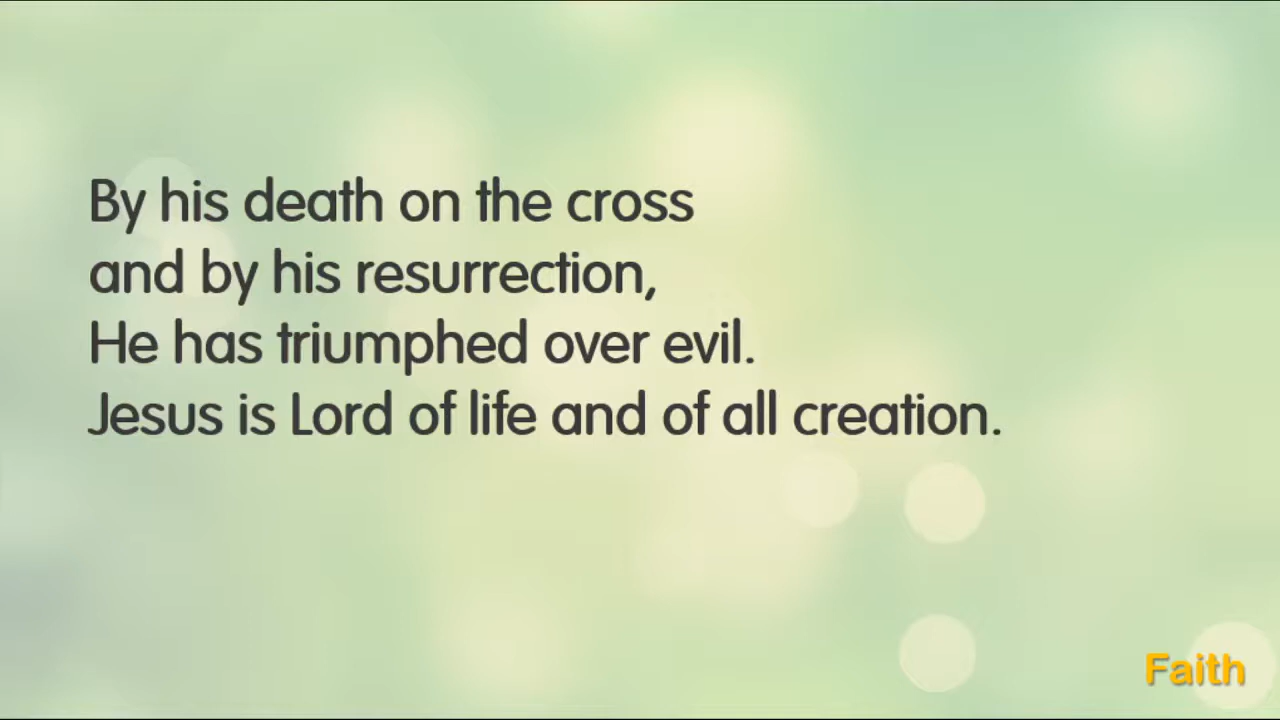 By his death on the cross
and by his resurrection,
He has triumphed over evil.
Jesus is Lord of life and of all creation.
Faith